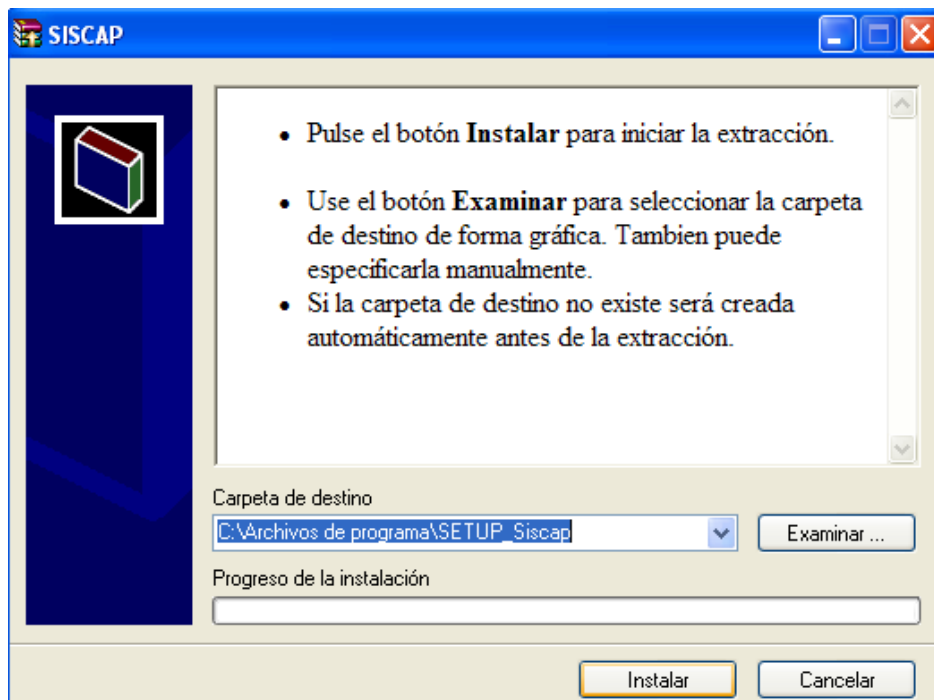 SISCAP
Pulse el botón Instalar para iniciar la extracción.
Use el botón Examinar para seleccionar la carpeta
de destino de forma gráfica. Tambien puede
especificarla manualmente.
Si la carpeta de destino no existe será creada
automáticamente antes de la extracción.
Carpeta de destino
C:\Archivos de programa\SETUP_Siscap
Examinar ...
Progreso de la instalación
Instalar
Cancelar